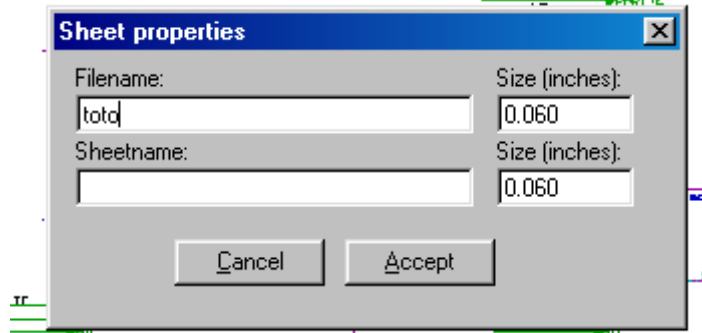 Sheet properties
Filename:
Size (inches):
toto
0.060
Sheetname:
Size (inches):
0.060
Cancel
Accept